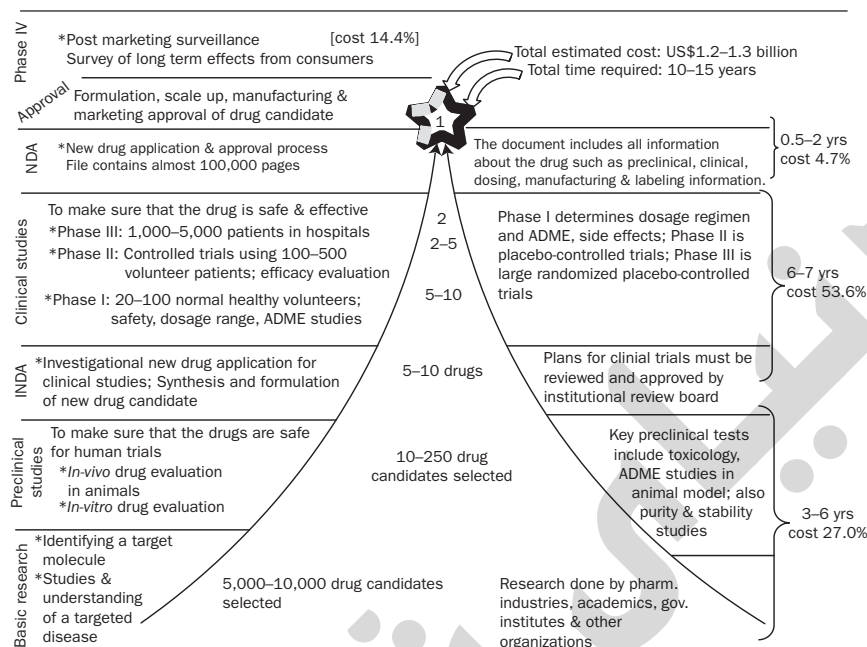 Phase IV
*Post marketing surveillance [cost 14.4%]
Survey of long term effects from consumers
Total estimated cost: US$1.2–1.3 billion
Total time required: 10–15 years
Approval
Formulation, scale up, manufacturing &
marketing approval of drug candidate
1
NDA
*New drug application & approval process
File contains almost 100,000 pages
The document includes all information
about the drug such as preclinical, clinical,
dosing, manufacturing & labeling information.
0.5–2 yrs
cost 4.7%
Clinical studies
To make sure that the drug is safe & effective
*Phase III: 1,000–5,000 patients in hospitals
*Phase II: Controlled trials using 100–500
volunteer patients; efficacy evaluation
*Phase I: 20–100 normal healthy volunteers;
safety, dosage range, ADME studies
2
2–5
5–10
Phase I determines dosage regimen
and ADME, side effects; Phase II is
placebo-controlled trials; Phase III is
large randomized placebo-controlled
trials
6–7 yrs
cost 53.6%
INDA
*Investigational new drug application for
clinical studies; Synthesis and formulation
of new drug candidate
5–10 drugs
Plans for clinial trials must be
reviewed and approved by
institutional review board
Preclinical
studies
To make sure that the drugs are safe
for human trials
*In-vivo drug evaluation
in animals
*In-vitro drug evaluation
10–250 drug
candidates selected
Key preclinical tests
include toxicology,
ADME studies in
animal model; also
purity & stability
studies
3–6 yrs
cost 27.0%
Basic research
*Identifying a target
molecule
*Studies &
understanding
of a targeted
disease
5,000–10,000 drug candidates
selected
Research done by pharm.
industries, academics, gov.
institutes & other
organizations